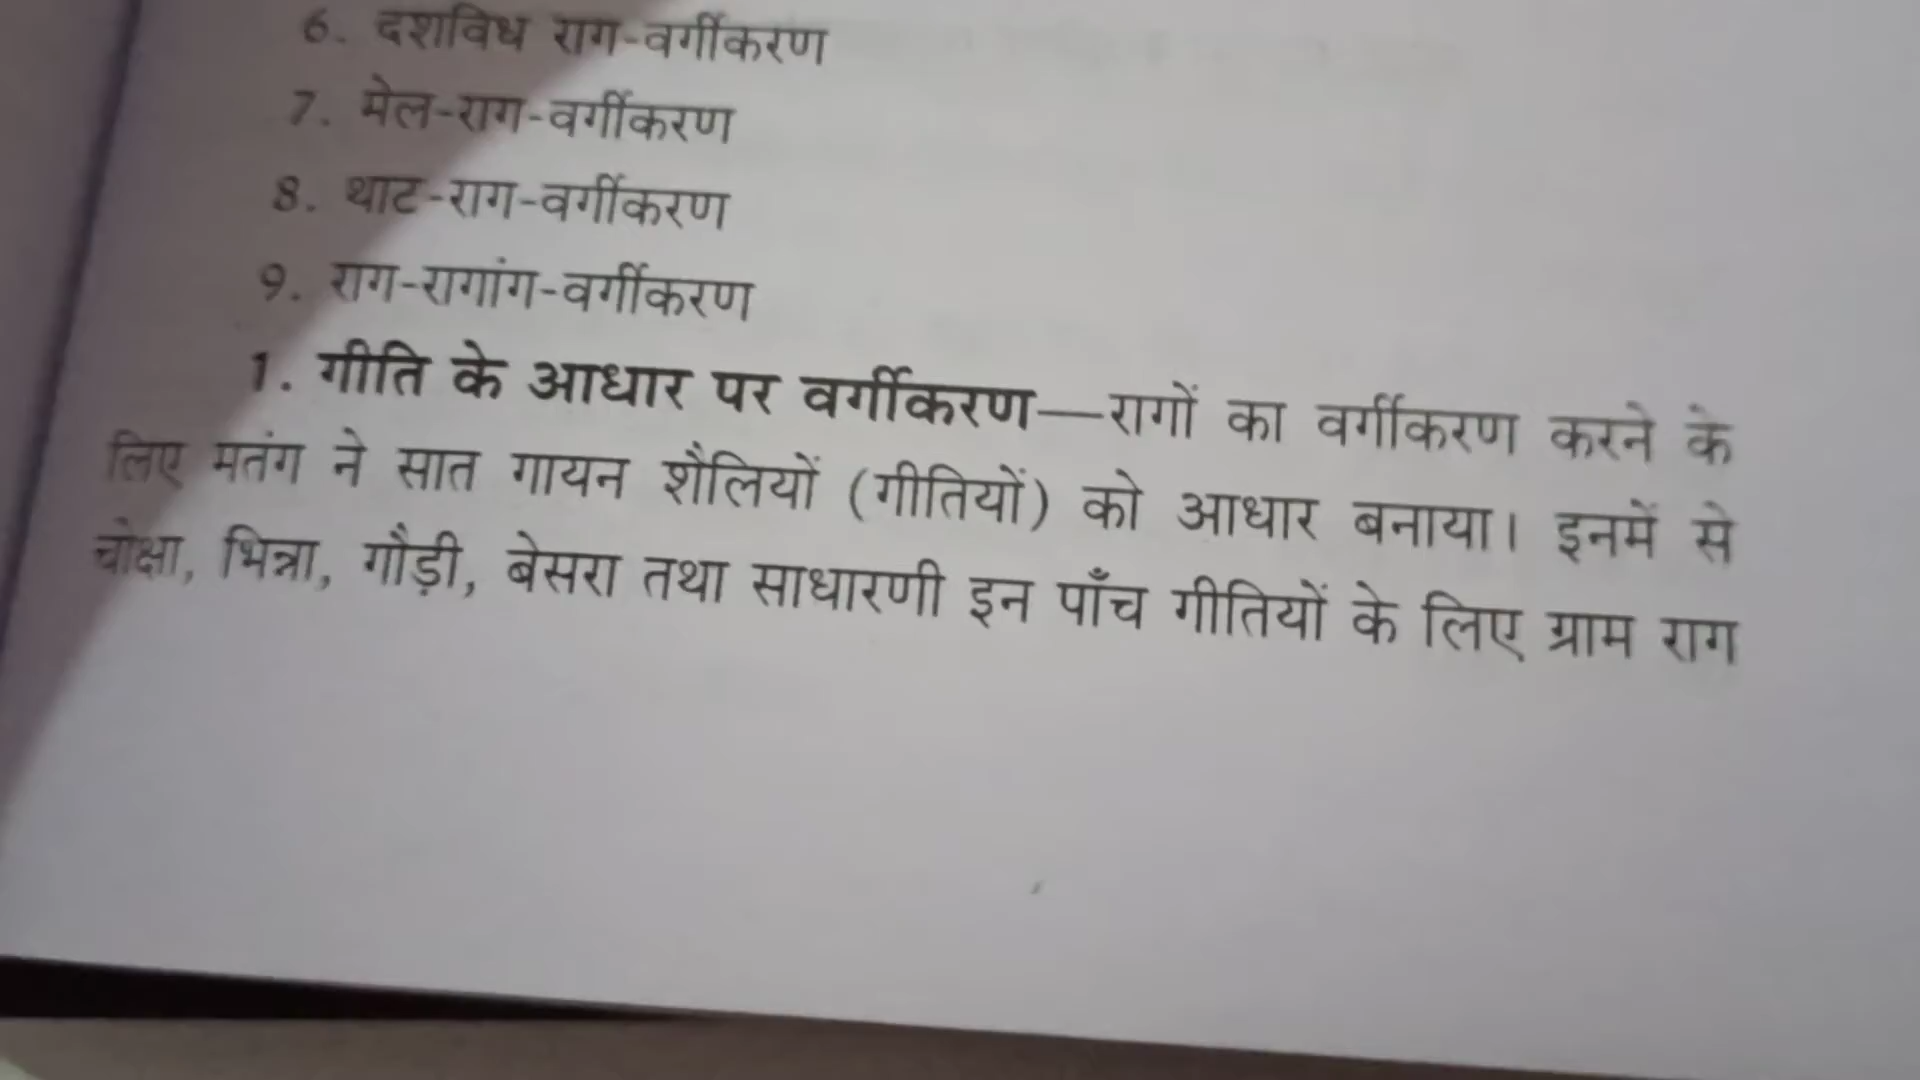 6. दशविध राग-वर्गीकरण
7. मेल-राग-वर्गीकरण
8. थाट-राग-वर्गीकरण
9. राग-रागांग-वर्गीकरण
1. गीति के आधार पर वर्गीकरण—रागों का वर्गीकरण करने के
लिए मतंग ने सात गायन शैलियों (गीतियों) को आधार बनाया। इनमें से
चोक्षा, भिन्ना, गौड़ी, बेसरा तथा साधारणी इन पाँच गीतियों के लिए ग्राम राग